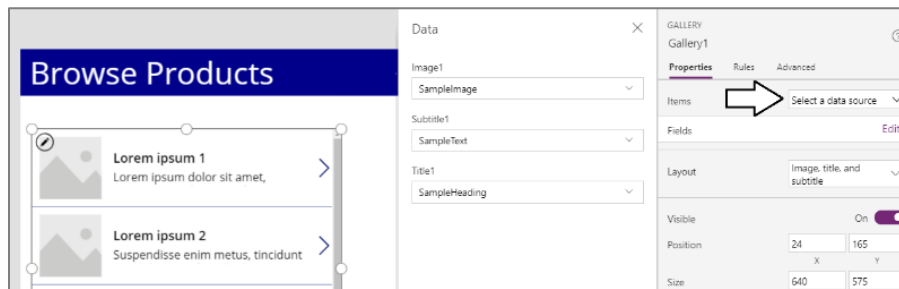 Browse Products
Lorem ipsum 1
Lorem ipsum dolor sit amet,
Lorem ipsum 2
Suspendisse enim metus, tincidunt
Data
Image1
SampleImage
Subtitle1
SampleText
Title1
SampleHeading
GALLERY
Gallery1
Properties Rules Advanced
Items Select a data source
Fields Edit
Layout Image, title, and
subtitle
Visible On
Position 24 165
X Y
Size 640 575